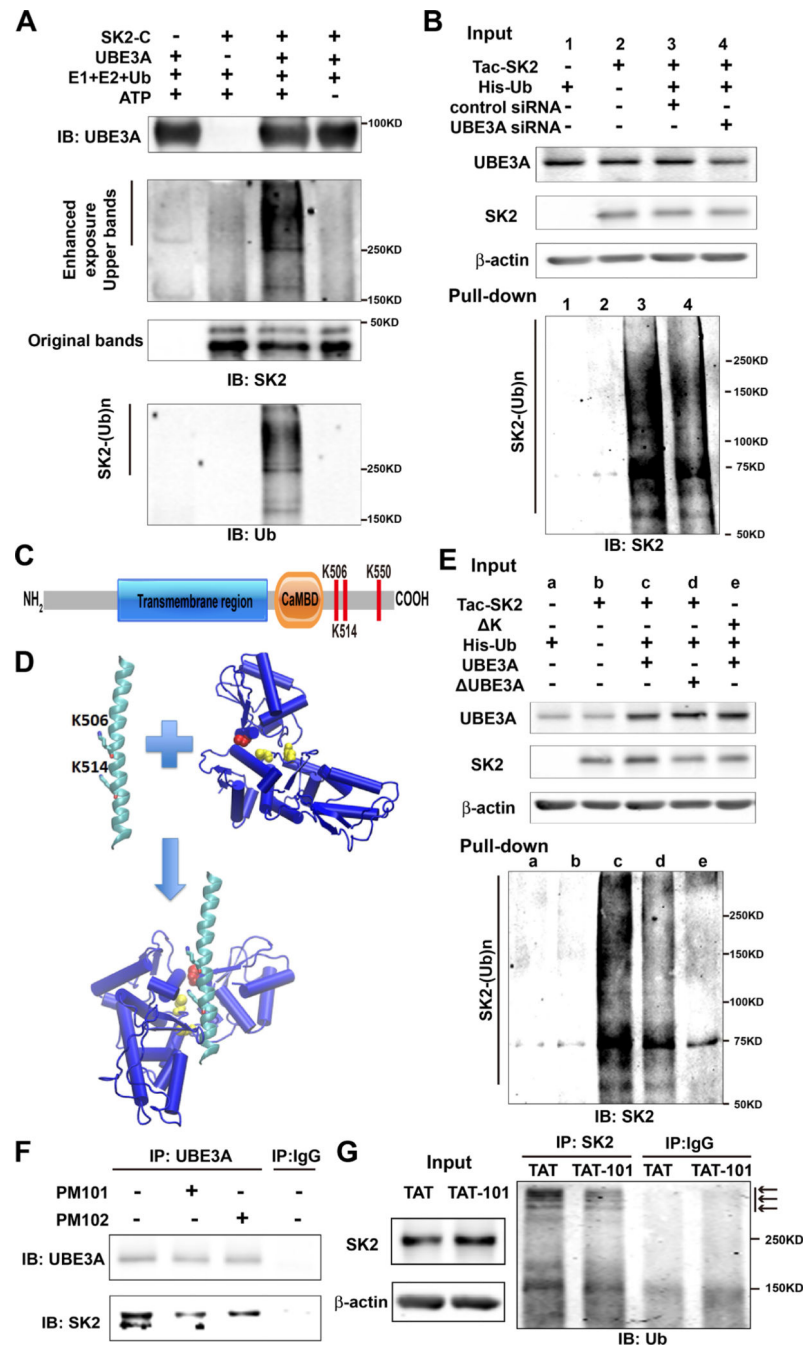 A
SK2-C - + + +
UBE3A + - + +
E1+E2+Ub + + + +
ATP + + + -
IB: UBE3A
100KD
Enhanced exposure Upper bands
250KD
150KD
Original bands
50KD
IB: SK2
SK2-(Ub)n
250KD
150KD
IB: Ub
B
Input
1 2 3 4
Tac-SK2 - + + +
His-Ub + - + +
control siRNA - - + -
UBE3A siRNA - - - +
UBE3A
SK2
β-actin
Pull-down
1 2 3 4
SK2-(Ub)n
250KD
150KD
100KD
75KD
50KD
IB: SK2
C
NH2
Transmembrane region
CaMBD
K506
K514
K550
COOH
D
K506
K514
E
Input
a b c d e
Tac-SK2 - + + + -
ΔK - - - - +
His-Ub + - + + +
UBE3A - - + - +
ΔUBE3A - - - + -
UBE3A
SK2
β-actin
Pull-down
a b c d e
SK2-(Ub)n
250KD
150KD
100KD
75KD
50KD
IB: SK2
F
IP: UBE3A IP:IgG
PM101 - + - -
PM102 - - + -
IB: UBE3A
IB: SK2
G
Input
TAT TAT-101
SK2
β-actin
IP: SK2 IP:IgG
TAT TAT-101 TAT TAT-101
250KD
150KD
IB: Ub